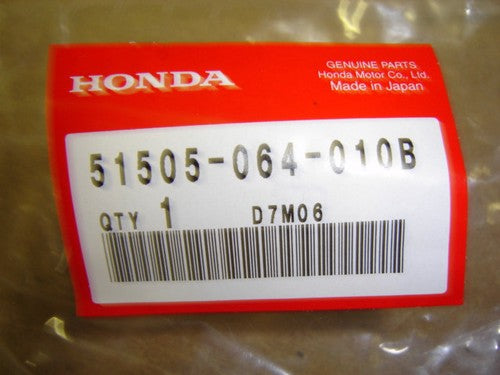 HONDA
GENUINE PARTS
Honda Motor Co., Ltd.
Made in Japan
51505-064-010B
QTY 1 D7M06